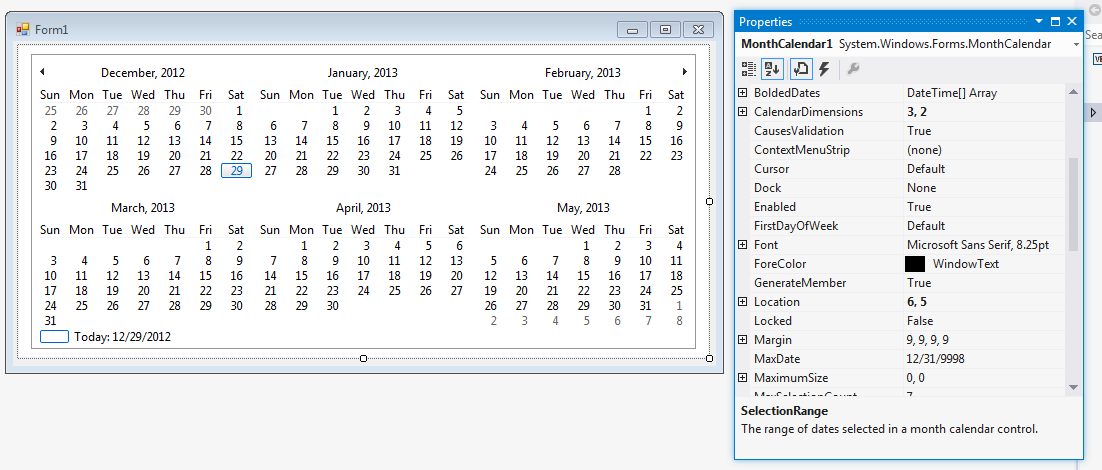 Form1
December, 2012 January, 2013 February, 2013
Sun Mon Tue Wed Thu Fri Sat Sun Mon Tue Wed Thu Fri Sat Sun Mon Tue Wed Thu Fri Sat
25 26 27 28 29 30 1 1 2 3 4 5 1 2
2 3 4 5 6 7 8 6 7 8 9 10 11 12 3 4 5 6 7 8 9
9 10 11 12 13 14 15 13 14 15 16 17 18 19 10 11 12 13 14 15 16
16 17 18 19 20 21 22 20 21 22 23 24 25 26 17 18 19 20 21 22 23
23 24 25 26 27 28 29 27 28 29 30 31 24 25 26 27 28
30 31
March, 2013 April, 2013 May, 2013
Sun Mon Tue Wed Thu Fri Sat Sun Mon Tue Wed Thu Fri Sat Sun Mon Tue Wed Thu Fri Sat
1 2 1 2 3 4 5 6 1 2 3 4
3 4 5 6 7 8 9 7 8 9 10 11 12 13 5 6 7 8 9 10 11
10 11 12 13 14 15 16 14 15 16 17 18 19 20 12 13 14 15 16 17 18
17 18 19 20 21 22 23 21 22 23 24 25 26 27 19 20 21 22 23 24 25
24 25 26 27 28 29 30 28 29 30 26 27 28 29 30 31 1
31 2 3 4 5 6 7 8
Today: 12/29/2012
Properties
MonthCalendar1 System.Windows.Forms.MonthCalendar
BoldedDates DateTime[] Array
CalendarDimensions 3, 2
CausesValidation True
ContextMenuStrip (none)
Cursor Default
Dock None
Enabled True
FirstDayOfWeek Default
Font Microsoft Sans Serif, 8.25pt
ForeColor WindowText
GenerateMember True
Location 6, 5
Locked False
Margin 9, 9, 9, 9
MaxDate 12/31/9998
MaximumSize 0, 0
MaxSelectionCount 7
SelectionRange
The range of dates selected in a month calendar control.
Sea